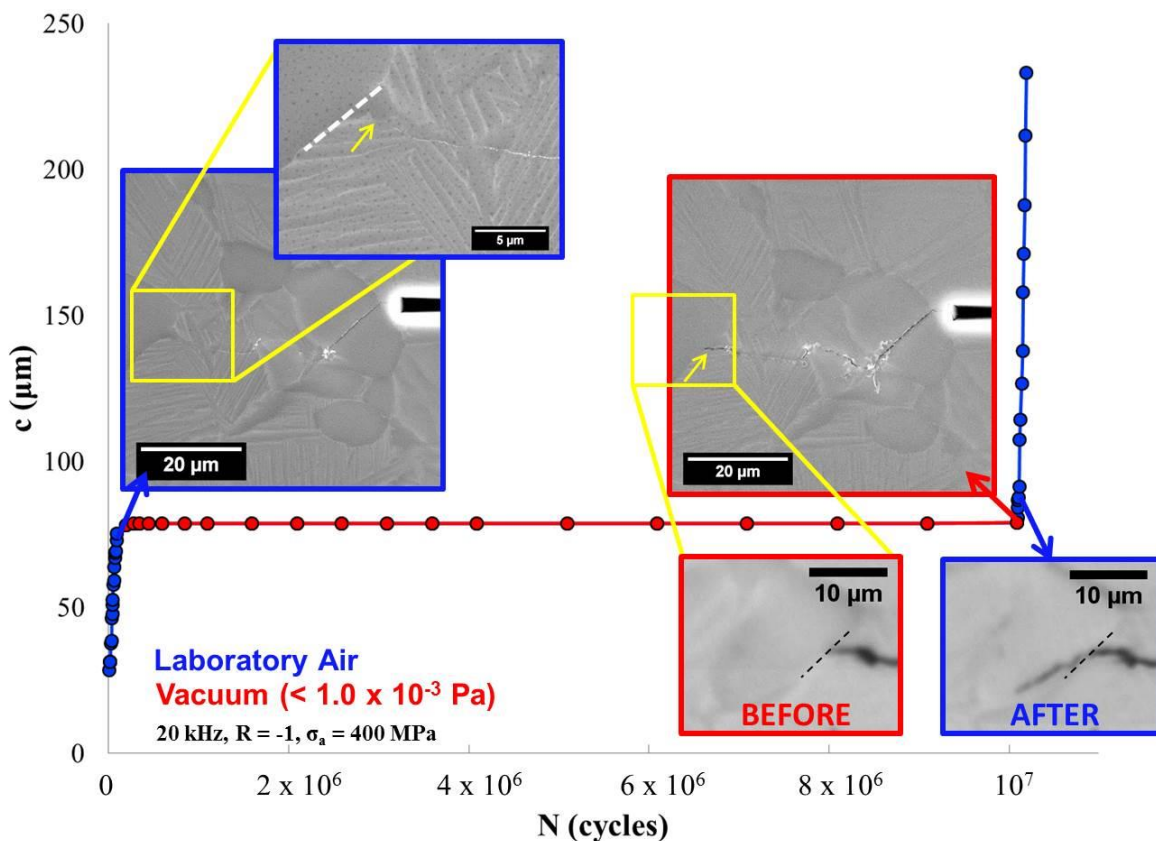 250
200
150
100
50
0
c (µm)
5 µm
20 µm
20 µm
10 µm
10 µm
BEFORE
AFTER
Laboratory Air
Vacuum (< 1.0 x 10⁻³ Pa)
20 kHz, R = -1, σₐ = 400 MPa
0
2 x 10⁶
4 x 10⁶
6 x 10⁶
8 x 10⁶
10⁷
N (cycles)